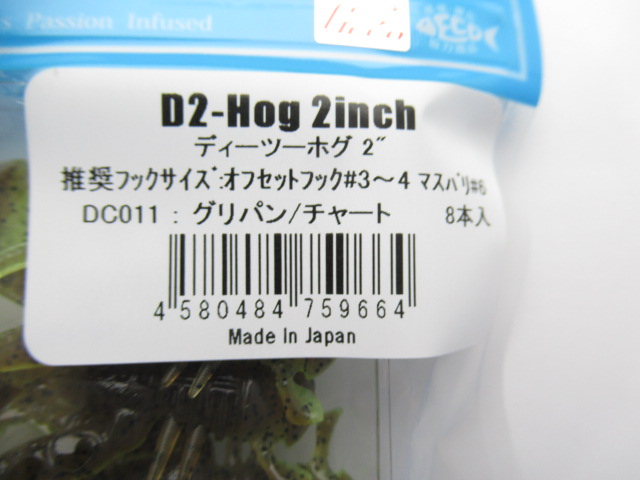 s Passion Infused
D2-Hog 2inch
ディーツーホグ 2"
推奨フックサイズ:オフセットフック#3～4 マスバリ#6
DC011 : グリパン/チャート 8本入
4 580484 759664
Made In Japan